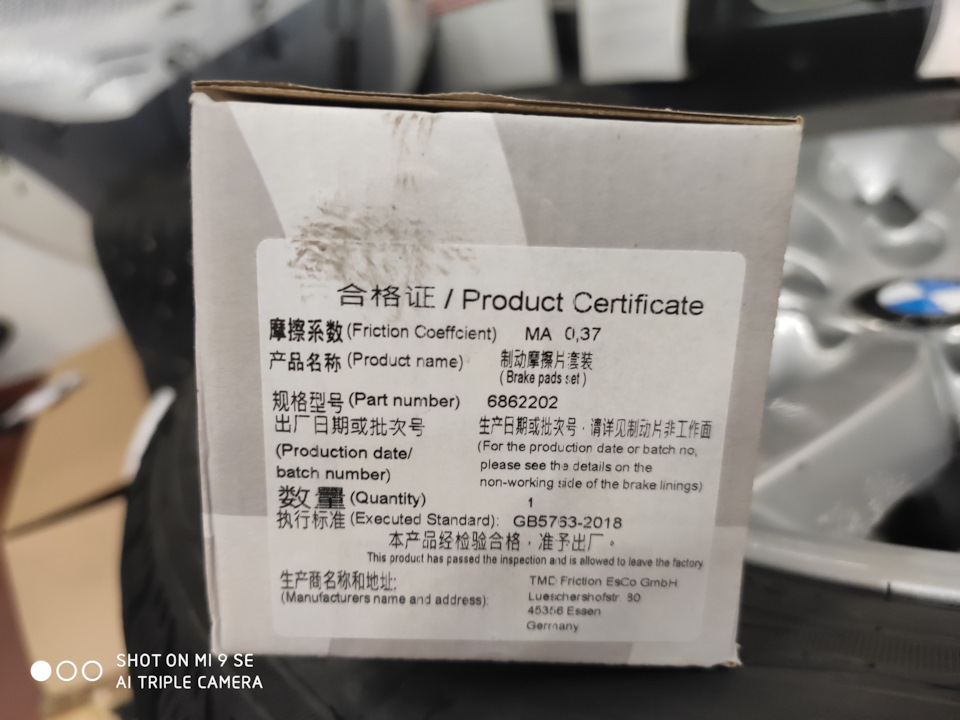 合格证 / Product Certificate
摩擦系数 (Friction Coeffcient) MA 0,37
产品名称 (Product name) 制动摩擦片套装
(Brake pads set)
规格型号 (Part number) 6862202
出厂日期或批次号 生产日期或批次号，请详见制动片非工作面
(Production date/ (For the production date or batch no,
batch number) please see the details on the
non-working side of the brake linings)
数量 (Quantity) 1
执行标准 (Executed Standard): GB5763-2018
本产品经检验合格，准予出厂。
This product has passed the inspection and is allowed to leave the factory
生产商名称和地址: TMD Friction EsCo GmbH
(Manufacturers name and address): Lueschershofstr. 80
45356 Essen
Germany
SHOT ON MI 9 SE
AI TRIPLE CAMERA